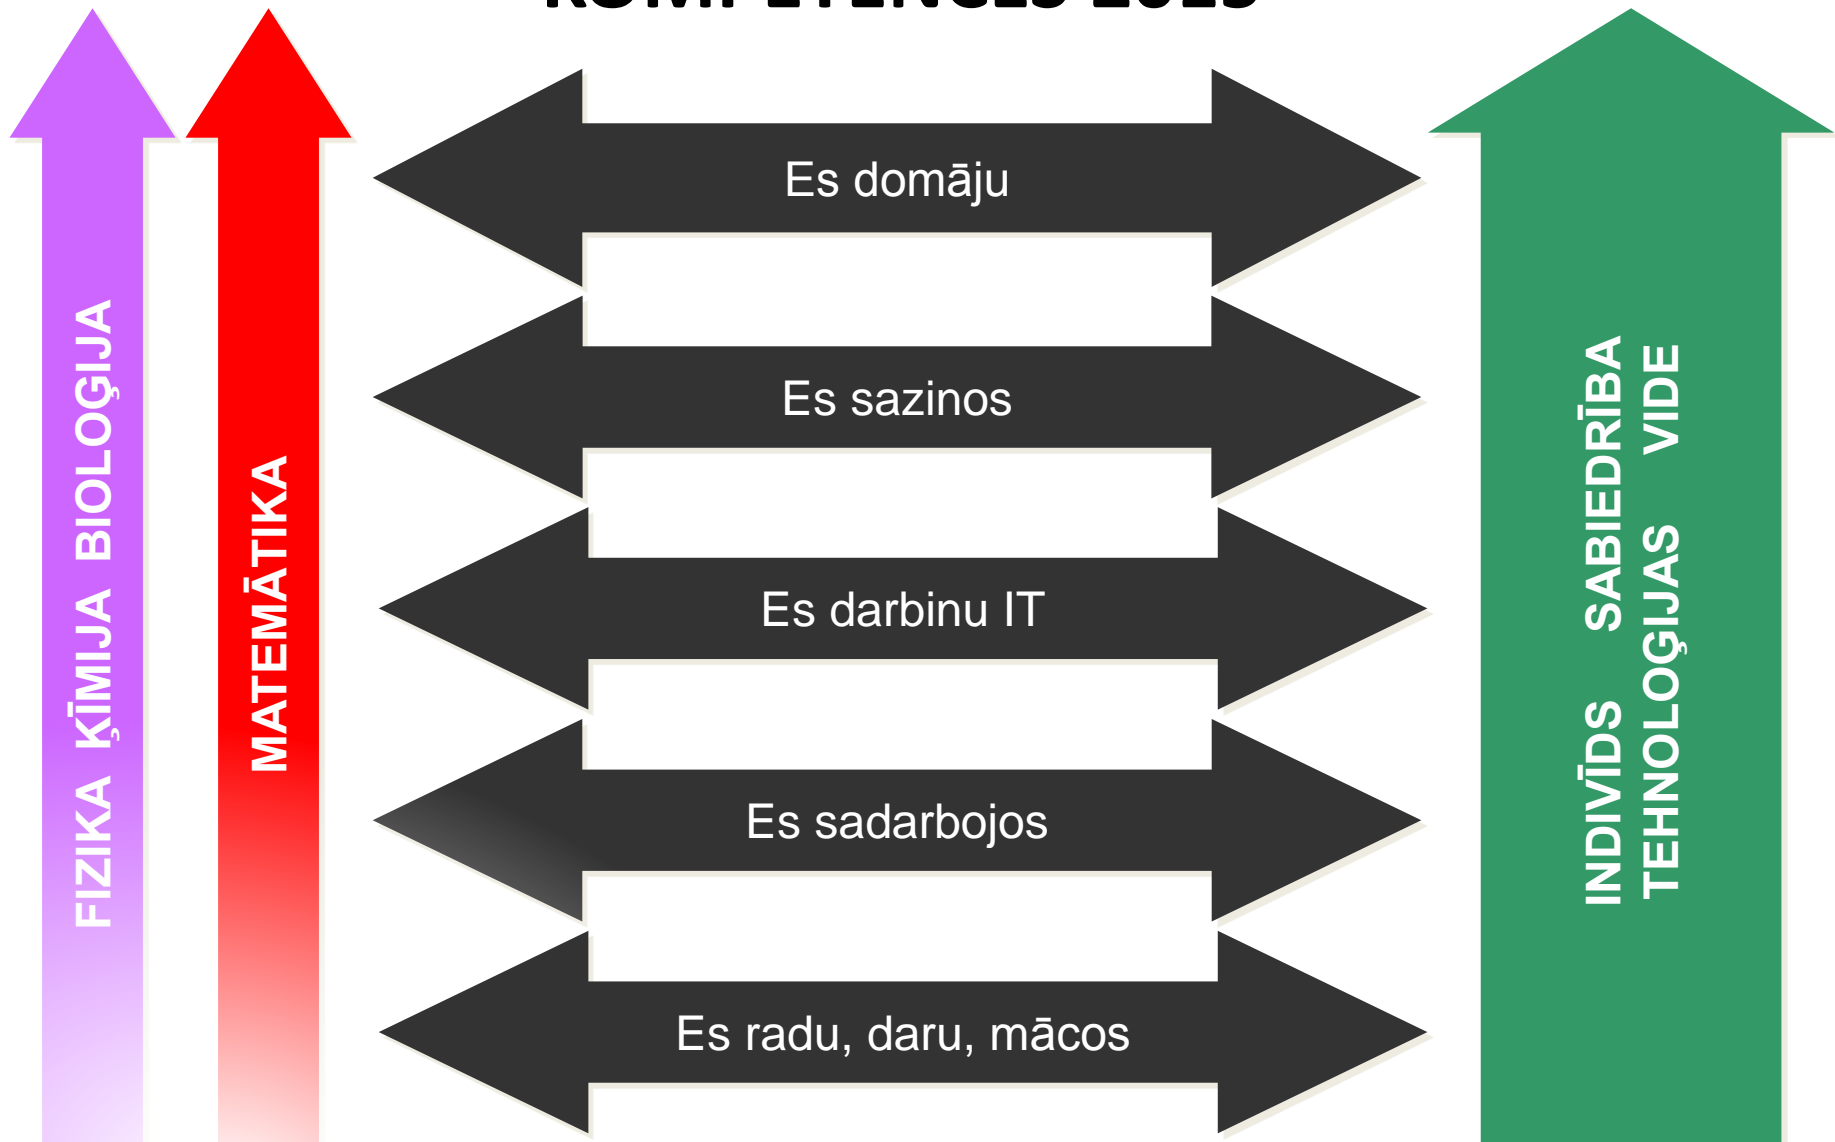 KOMPETENCES
Es domāju
Es sazinos
Es darbinu IT
Es sadarbojos
Es radu, daru, mācos
FIZIKA ĶĪMIJA BIOLOĢIJA
MATEMĀTIKA
INDIVĪDS SABIEDRĪBA
TEHNOLOĢIJAS VIDE